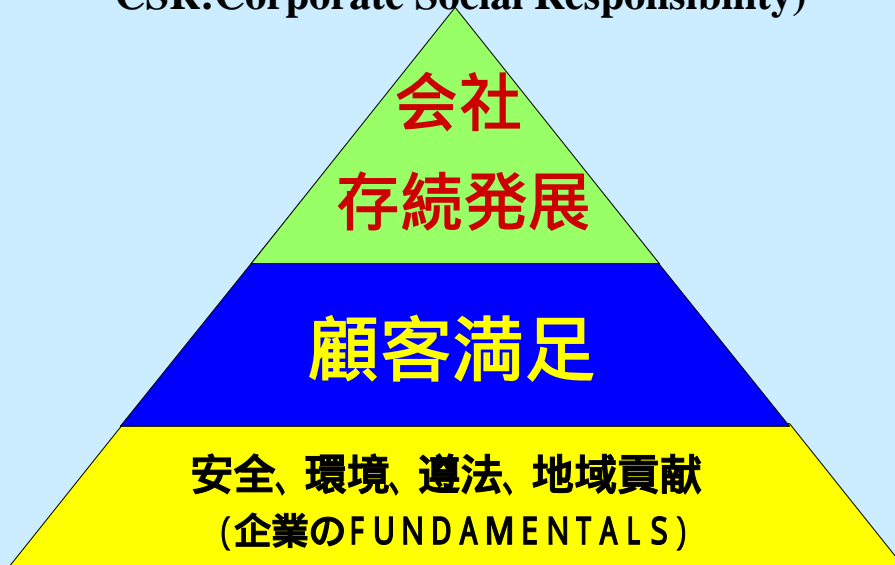 CSR:Corporate Social Responsibility)
会社
存続発展
顧客満足
安全、環境、遵法、地域貢献
(企業のFUNDAMENTALS)